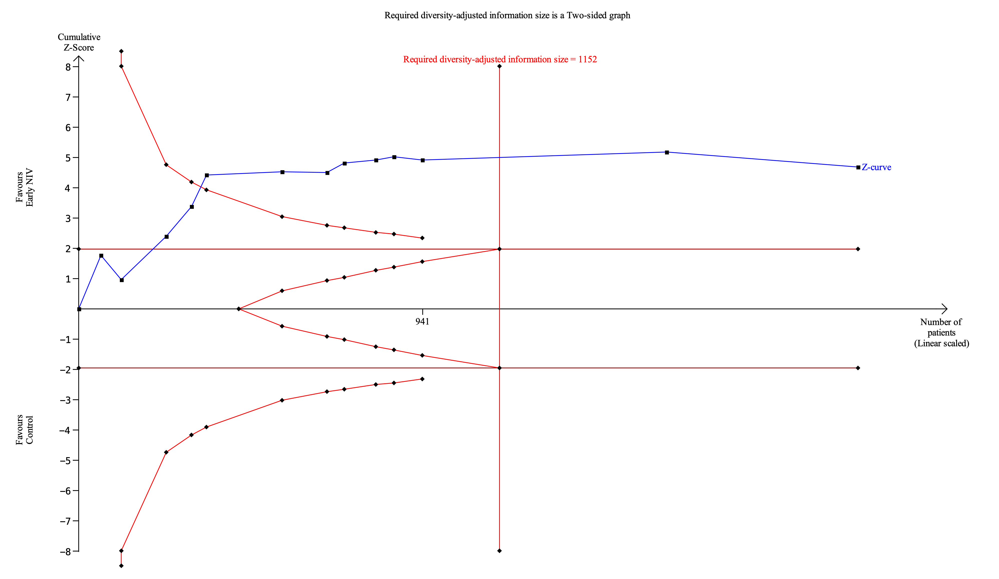 Required diversity-adjusted information size is a Two-sided graph
Cumulative
Z-Score
Required diversity-adjusted information size = 1152
8
7
6
5
4
3
2
1
−1
−2
−3
−4
−5
−6
−7
−8
Favours
Early NIV
Favours
Control
Z-curve
941
Number of
patients
(Linear scaled)